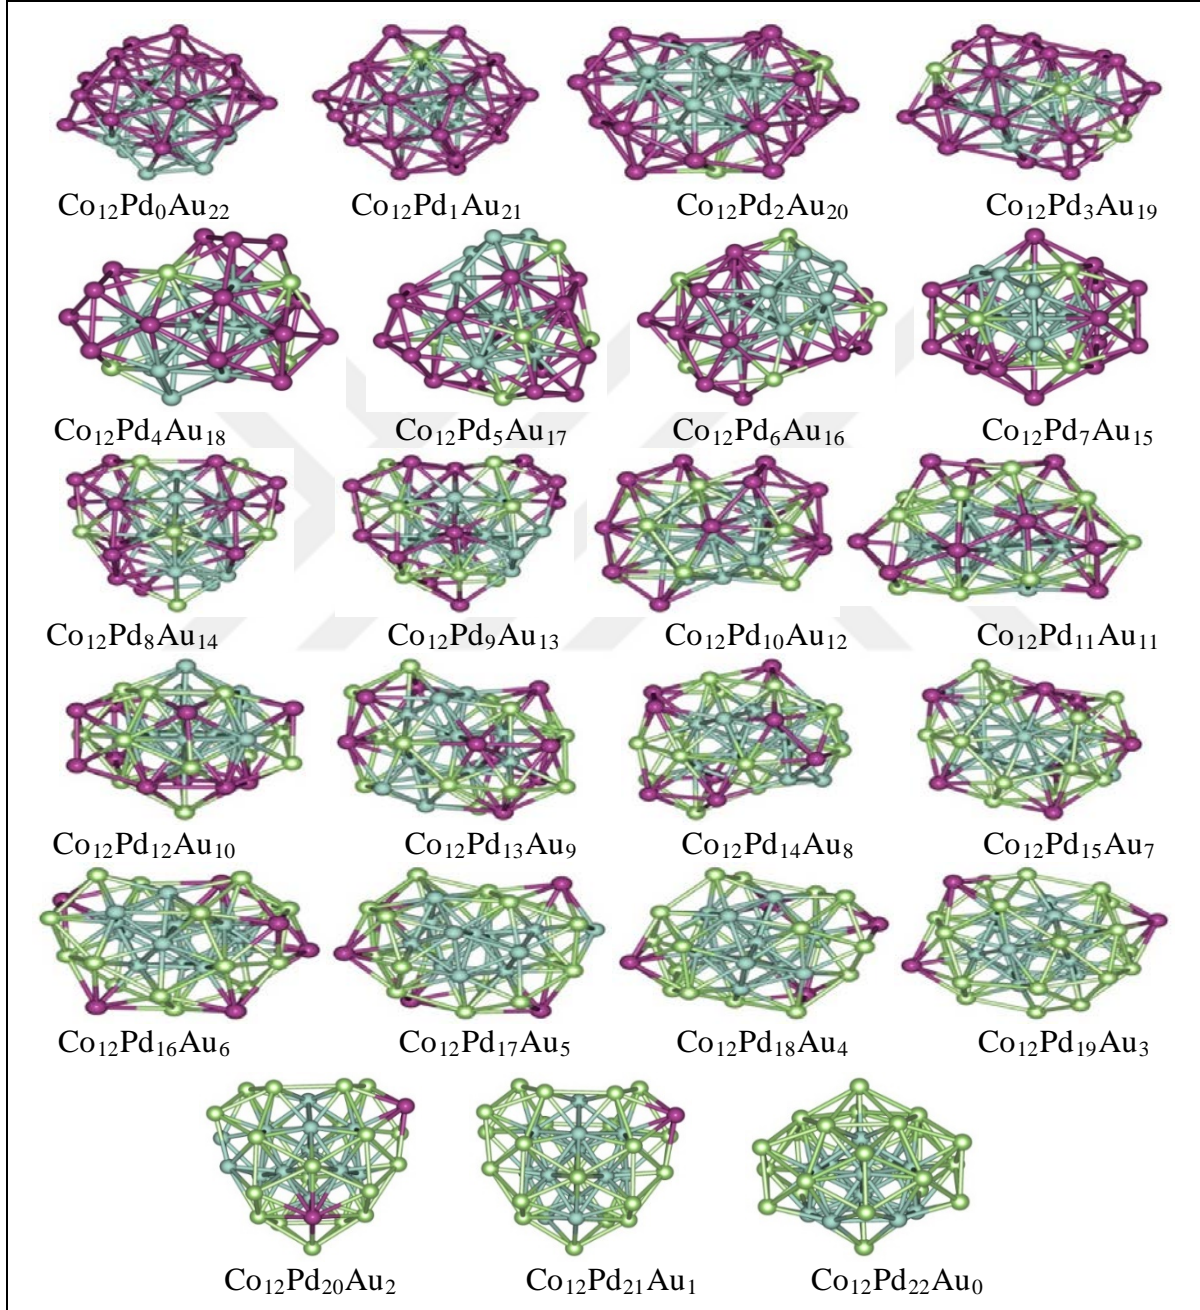 Co₁₂Pd₀Au₂₂ Co₁₂Pd₁Au₂₁ Co₁₂Pd₂Au₂₀ Co₁₂Pd₃Au₁₉
Co₁₂Pd₄Au₁₈ Co₁₂Pd₅Au₁₇ Co₁₂Pd₆Au₁₆ Co₁₂Pd₇Au₁₅
Co₁₂Pd₈Au₁₄ Co₁₂Pd₉Au₁₃ Co₁₂Pd₁₀Au₁₂ Co₁₂Pd₁₁Au₁₁
Co₁₂Pd₁₂Au₁₀ Co₁₂Pd₁₃Au₉ Co₁₂Pd₁₄Au₈ Co₁₂Pd₁₅Au₇
Co₁₂Pd₁₆Au₆ Co₁₂Pd₁₇Au₅ Co₁₂Pd₁₈Au₄ Co₁₂Pd₁₉Au₃
Co₁₂Pd₂₀Au₂ Co₁₂Pd₂₁Au₁ Co₁₂Pd₂₂Au₀